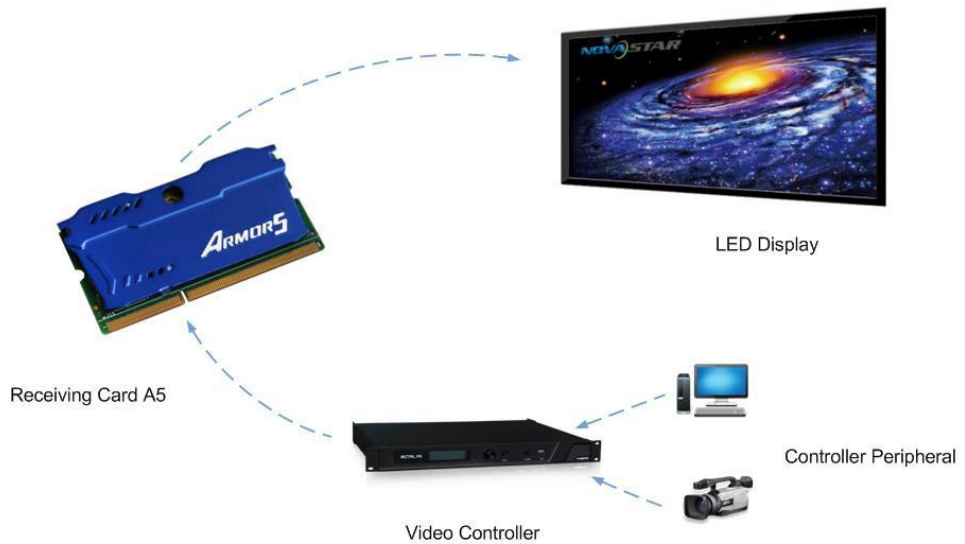 NOVASTAR
LED Display
ARMOR5
Receiving Card A5
Controller Peripheral
Video Controller